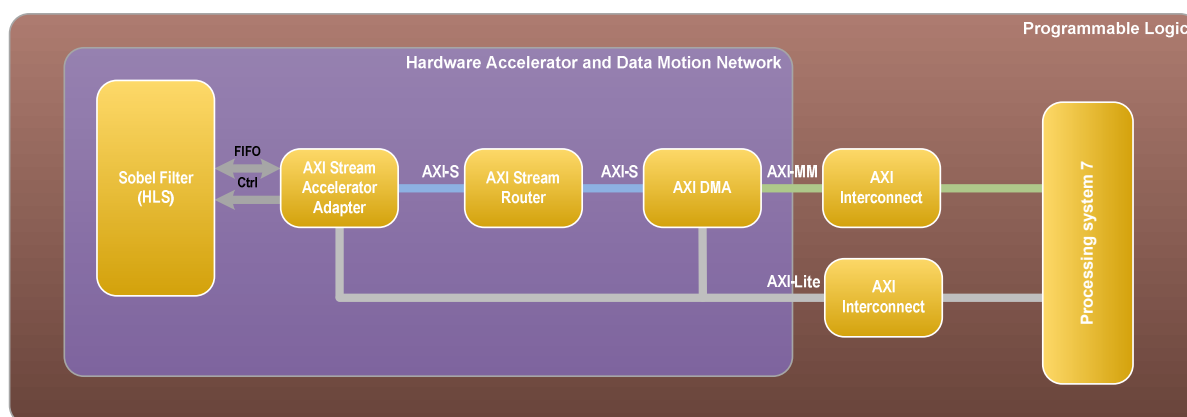 Programmable Logic
Hardware Accelerator and Data Motion Network
Sobel Filter
(HLS)
FIFO
Ctrl
AXI Stream
Accelerator
Adapter
AXI-S
AXI Stream
Router
AXI-S
AXI DMA
AXI-MM
AXI
Interconnect
AXI-Lite
AXI
Interconnect
Processing system 7